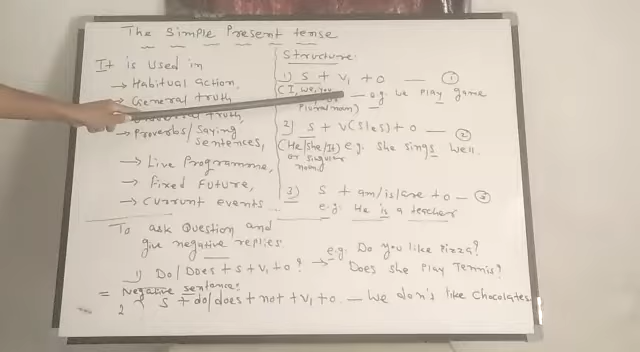 The Simple Present tense
It is used in
→ Habitual action,
→ General truth
truth,
→ Proverbs/Saying
sentences,
→ Live Programme,
→ Fixed Future,
→ Current events
Structure:
1) S + V1 + O — ①
(I, we, you
— e.g. we play game
Plural noun)
2) S + V(s/es) + O — ②
(He/She/It) e.g: She sings well.
or singular
noun)
3) S + am/is/are + O — ③
e.g: He is a teacher
To ask Question and
give negative replies.
1) Do/Does + S + V1 + O? →
e.g: Do you like Pizza?
Does she play Tennis?
= Negative sentence:
2 S + do/does + not + V1 + O. — We don's like Chocolates